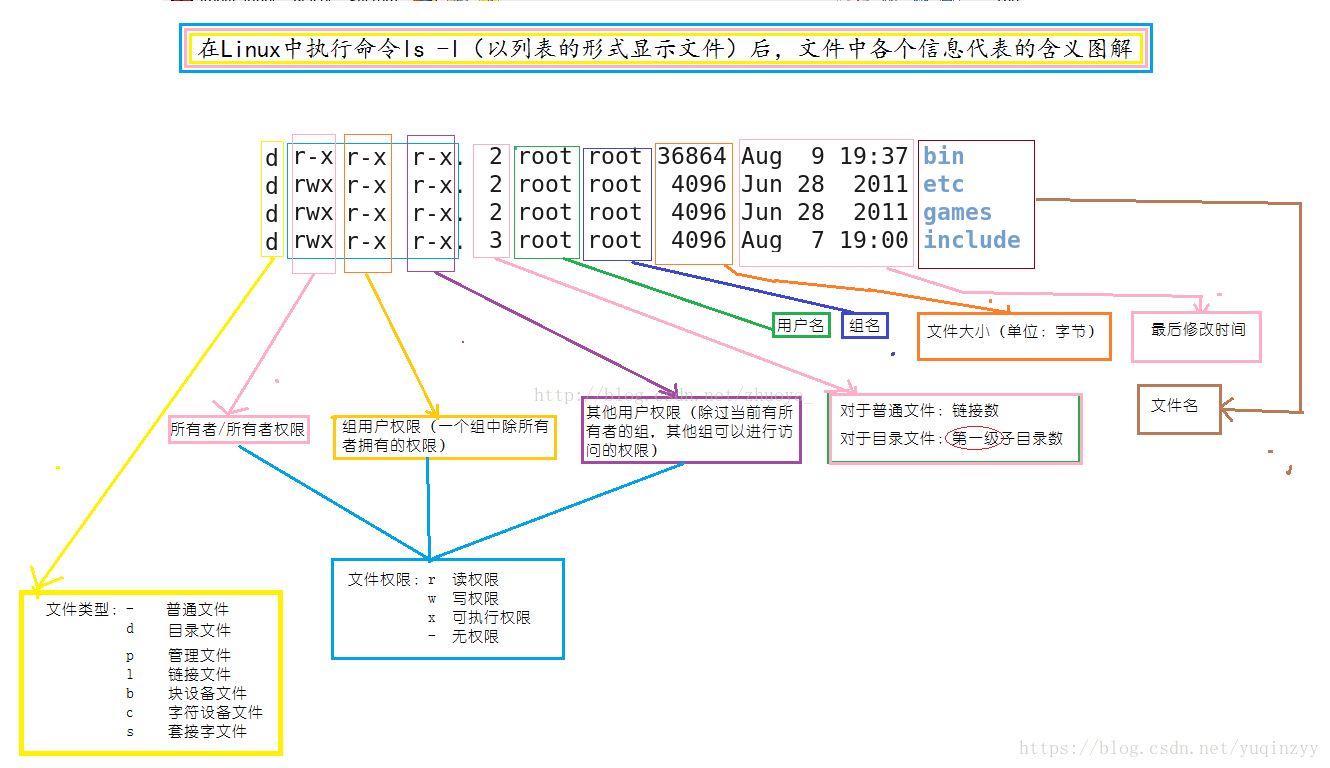 在Linux中执行命令ls -l（以列表的形式显示文件）后，文件中各个信息代表的含义图解
d r-x r-x r-x. 2 root root 36864 Aug 9 19:37 bin
d rwx r-x r-x. 2 root root 4096 Jun 28 2011 etc
d rwx r-x r-x. 2 root root 4096 Jun 28 2011 games
d rwx r-x r-x. 3 root root 4096 Aug 7 19:00 include
用户名
组名
文件大小（单位：字节）
最后修改时间
所有者/所有者权限
组用户权限（一个组中除所有
者拥有的权限）
其他用户权限（除过当前有所
有者的组，其他组可以进行访
问的权限）
对于普通文件：链接数
对于目录文件：第一级子目录数
文件名
文件类型：- 普通文件
d 目录文件
p 管理文件
l 链接文件
b 块设备文件
c 字符设备文件
s 套接字文件
文件权限：r 读权限
w 写权限
x 可执行权限
- 无权限
https://blog.csdn.net/yuqinzyy